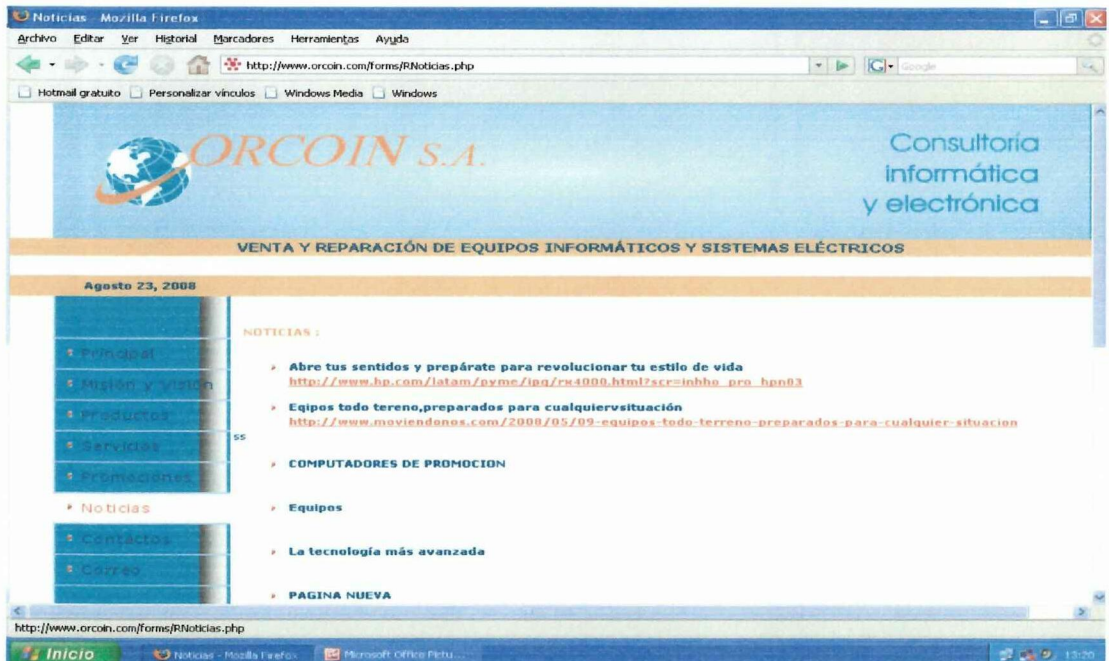 Noticias - Mozilla Firefox
Archivo Editar Ver Historial Marcadores Herramientas Ayuda
http://www.orcoin.com/forms/RNoticias.php
Google
Hotmail gratuito Personalizar vínculos Windows Media Windows
ORCOIN S.A.
Consultoría
informática
y electrónica
VENTA Y REPARACIÓN DE EQUIPOS INFORMÁTICOS Y SISTEMAS ELÉCTRICOS
Agosto 23, 2008
NOTICIAS :
Principal
Misión y Visión
Productos
Servicios
Promociones
Noticias
Contactos
Correo
Abre tus sentidos y prepárate para revolucionar tu estilo de vida
http://www.hp.com/latam/pyme/ipg/rx4000.html?scr=inhho_pro_hpn03
Eqipos todo tereno,preparados para cualquiervsituación
http://www.moviendonos.com/2008/05/09-equipos-todo-terreno-preparados-para-cualquier-situacion
ss
COMPUTADORES DE PROMOCION
Equipos
La tecnología más avanzada
PAGINA NUEVA
http://www.orcoin.com/forms/RNoticias.php
Inicio
Noticias - Mozilla Firefox
Microsoft Office Pictu...
13:20